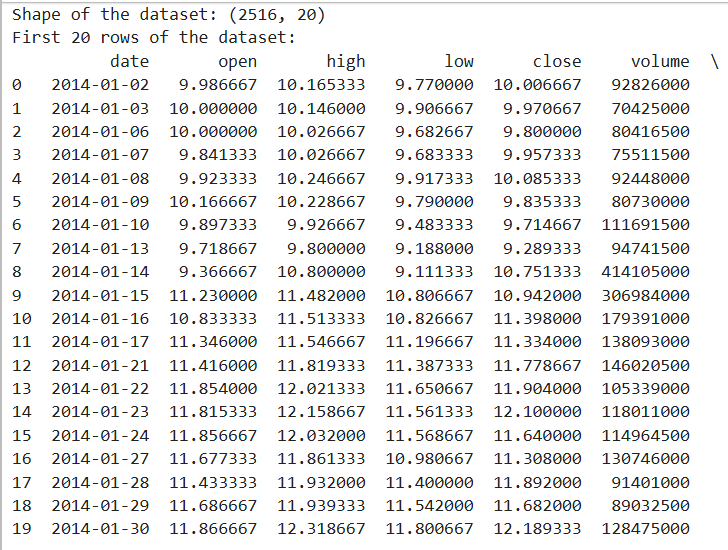 Shape of the dataset: (2516, 20)
First 20 rows of the dataset:
date open high low close volume \
0 2014-01-02 9.986667 10.165333 9.770000 10.006667 92826000
1 2014-01-03 10.000000 10.146000 9.906667 9.970667 70425000
2 2014-01-06 10.000000 10.026667 9.682667 9.800000 80416500
3 2014-01-07 9.841333 10.026667 9.683333 9.957333 75511500
4 2014-01-08 9.923333 10.246667 9.917333 10.085333 92448000
5 2014-01-09 10.166667 10.228667 9.790000 9.835333 80730000
6 2014-01-10 9.897333 9.926667 9.483333 9.714667 111691500
7 2014-01-13 9.718667 9.800000 9.188000 9.289333 94741500
8 2014-01-14 9.366667 10.800000 9.111333 10.751333 414105000
9 2014-01-15 11.230000 11.482000 10.806667 10.942000 306984000
10 2014-01-16 10.833333 11.513333 10.826667 11.398000 179391000
11 2014-01-17 11.346000 11.546667 11.196667 11.334000 138093000
12 2014-01-21 11.416000 11.819333 11.387333 11.778667 146020500
13 2014-01-22 11.854000 12.021333 11.650667 11.904000 105339000
14 2014-01-23 11.815333 12.158667 11.561333 12.100000 118011000
15 2014-01-24 11.856667 12.032000 11.568667 11.640000 114964500
16 2014-01-27 11.677333 11.861333 10.980667 11.308000 130746000
17 2014-01-28 11.433333 11.932000 11.400000 11.892000 91401000
18 2014-01-29 11.686667 11.939333 11.542000 11.682000 89032500
19 2014-01-30 11.866667 12.318667 11.800667 12.189333 128475000